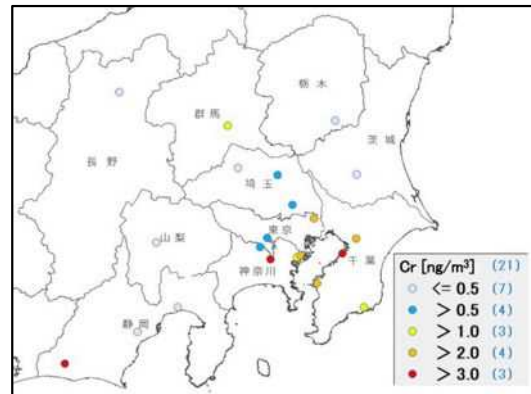 栃木
群馬
茨城
長野
埼玉
山梨
東京
千葉
神奈川
静岡
Cr [ng/m³] (21)
<= 0.5 (7)
> 0.5 (4)
> 1.0 (3)
> 2.0 (4)
> 3.0 (3)